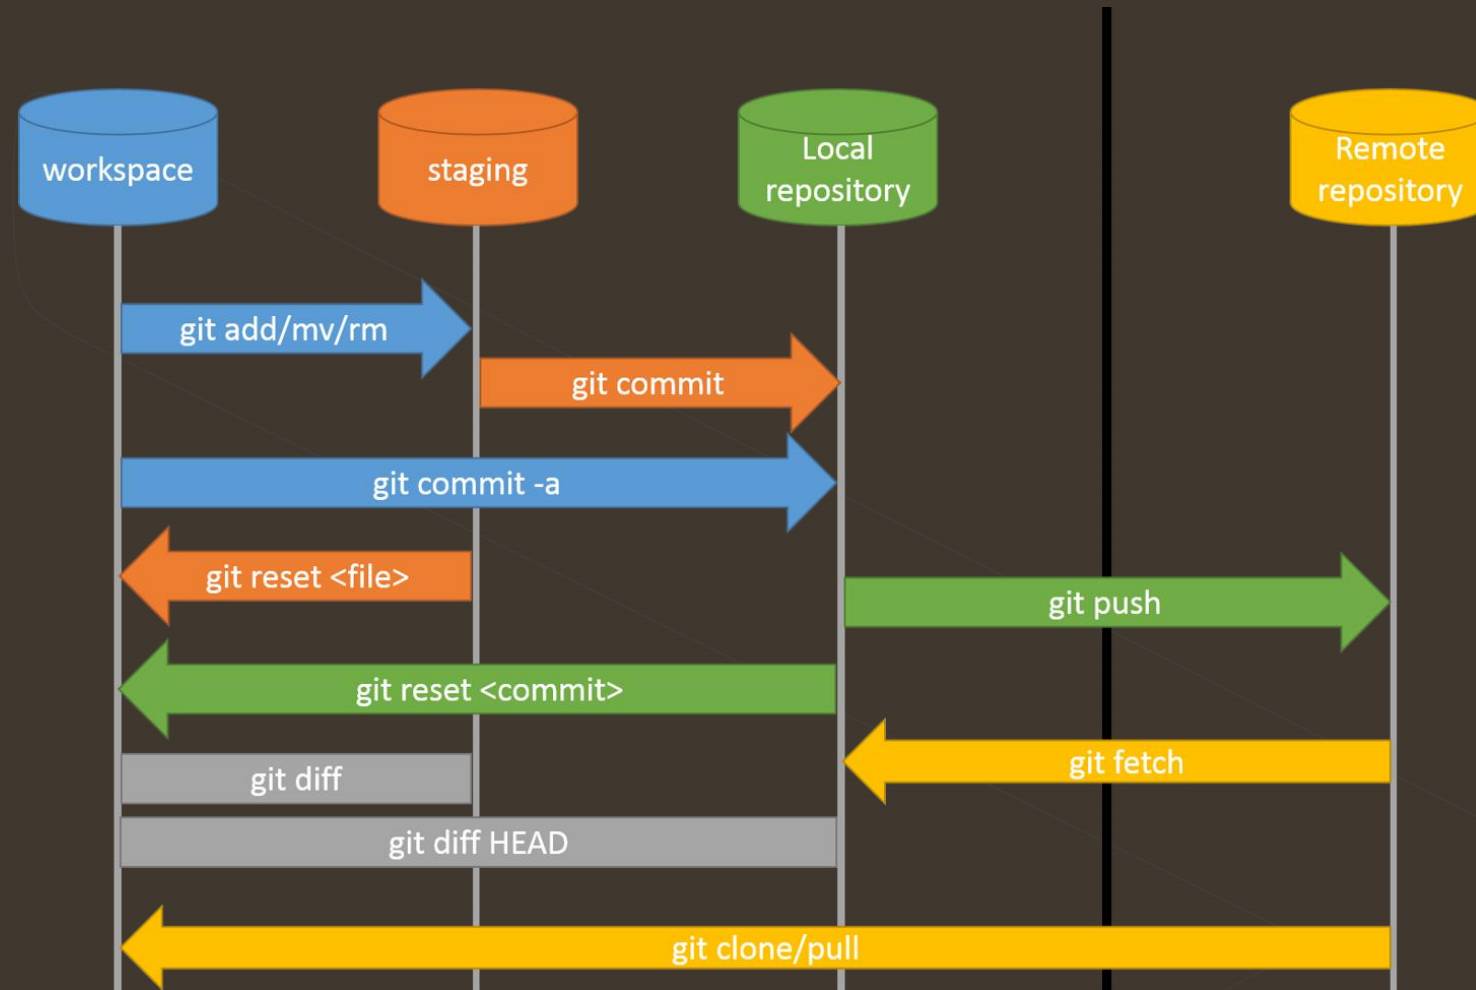 workspace
staging
Local
repository
Remote
repository
git add/mv/rm
git commit
git commit -a
git reset <file>
git push
git reset <commit>
git fetch
git diff
git diff HEAD
git clone/pull